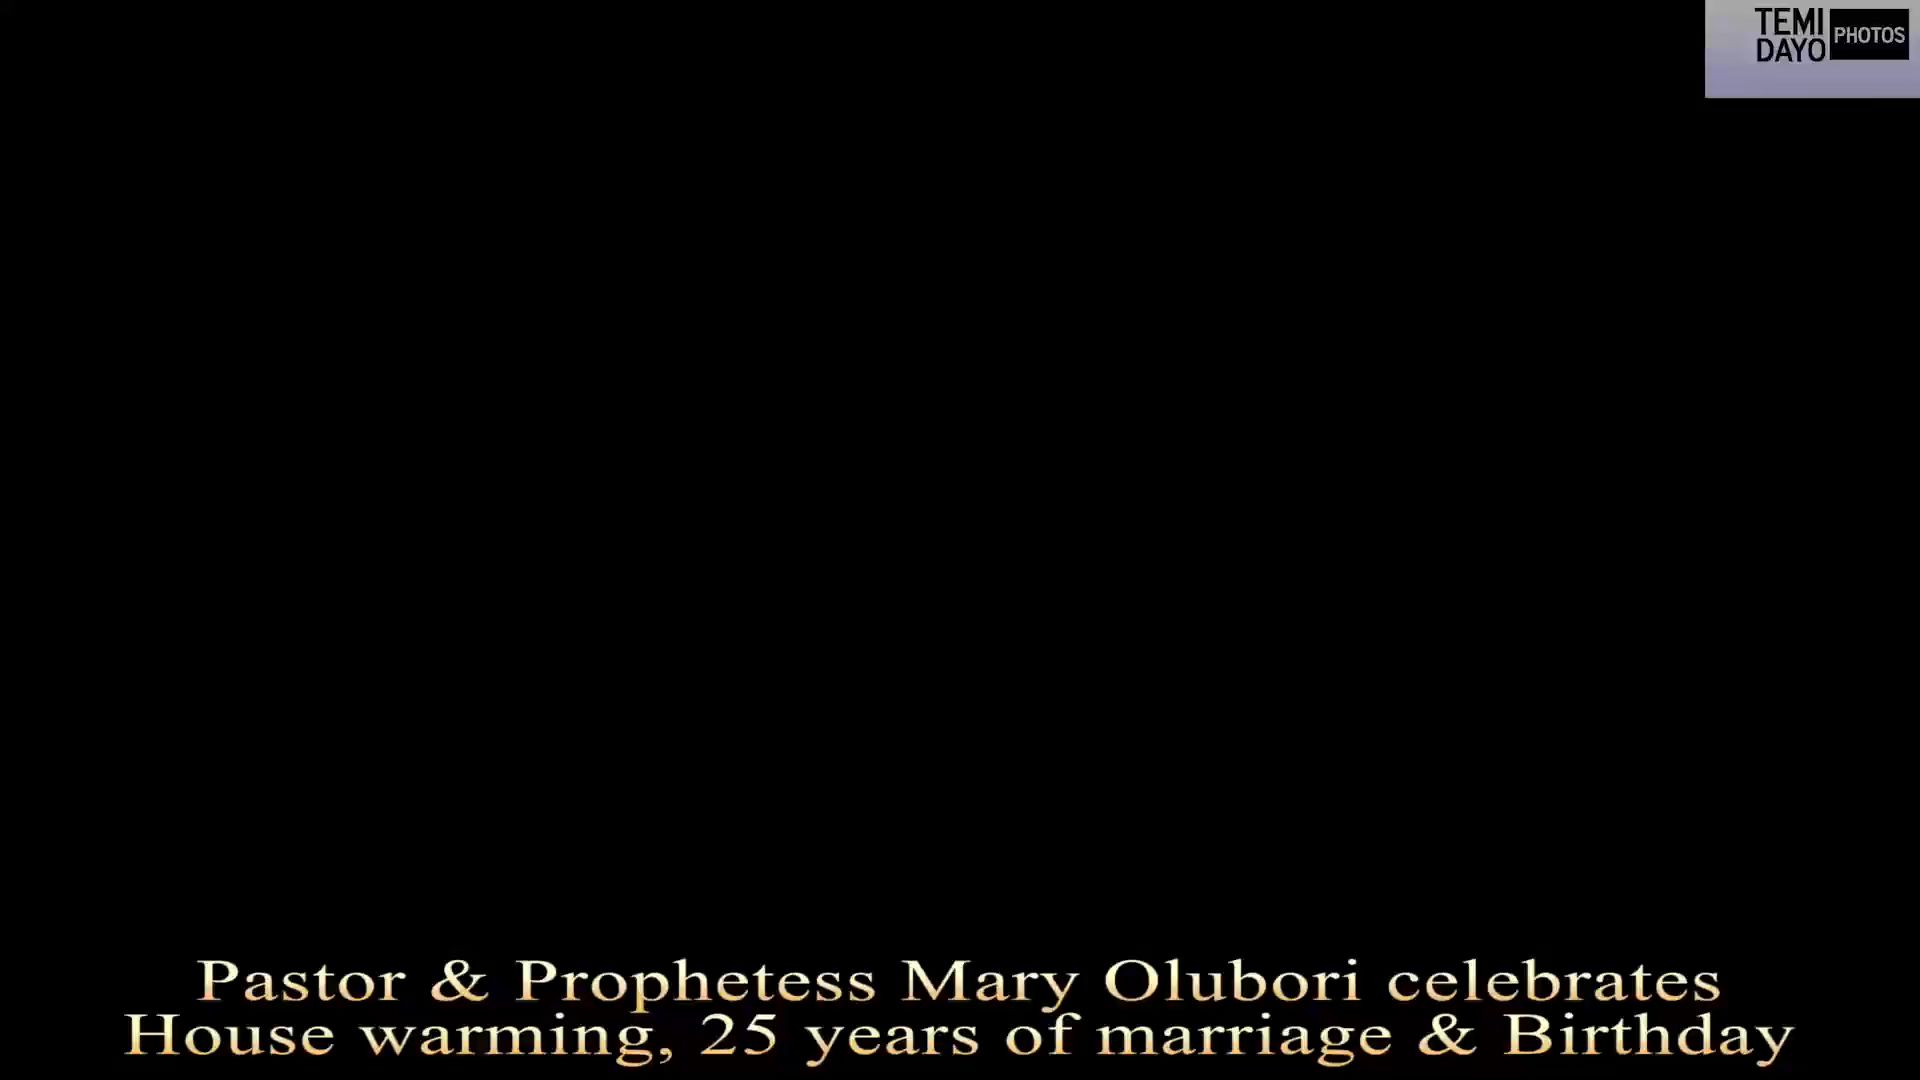 TEMI
DAYO PHOTOS
Pastor & Prophetess Mary Olubori celebrates
House warming, 25 years of marriage & Birthday